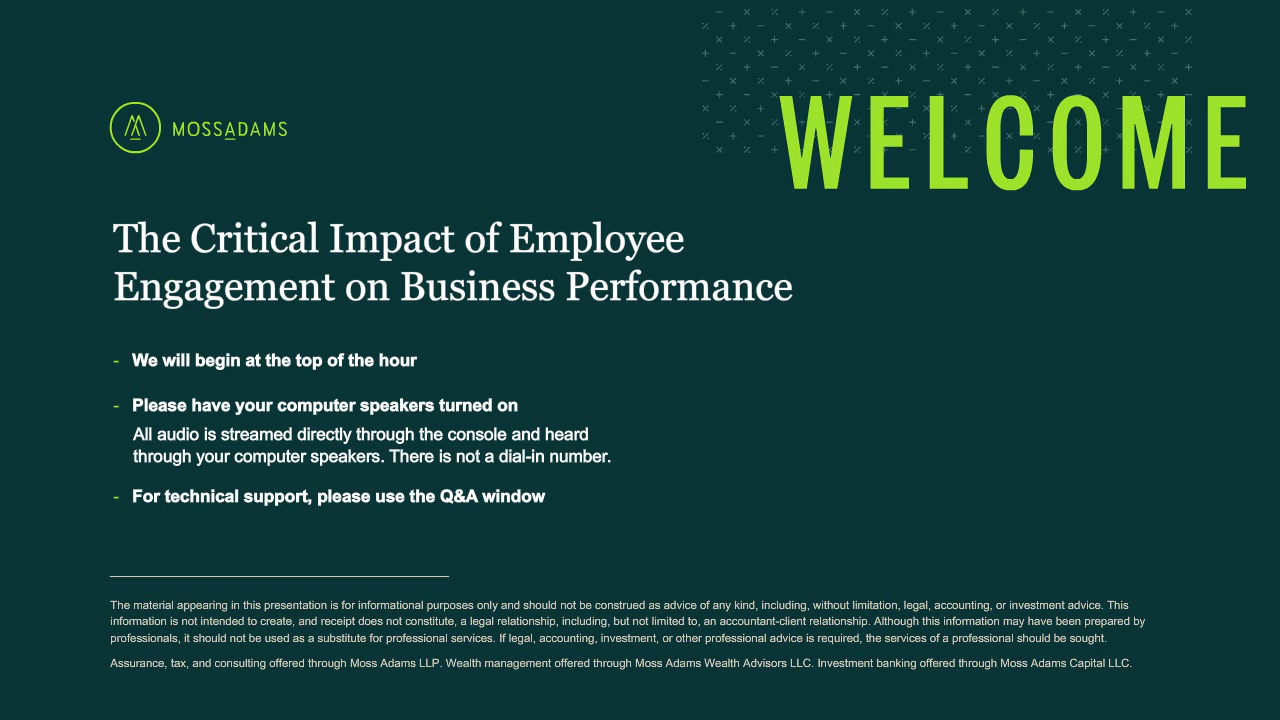 MOSSADAMS
WELCOME
The Critical Impact of Employee
Engagement on Business Performance
- We will begin at the top of the hour
- Please have your computer speakers turned on
All audio is streamed directly through the console and heard
through your computer speakers. There is not a dial-in number.
- For technical support, please use the Q&A window
The material appearing in this presentation is for informational purposes only and should not be construed as advice of any kind, including, without limitation, legal, accounting, or investment advice. This
information is not intended to create, and receipt does not constitute, a legal relationship, including, but not limited to, an accountant-client relationship. Although this information may have been prepared by
professionals, it should not be used as a substitute for professional services. If legal, accounting, investment, or other professional advice is required, the services of a professional should be sought.
Assurance, tax, and consulting offered through Moss Adams LLP. Wealth management offered through Moss Adams Wealth Advisors LLC. Investment banking offered through Moss Adams Capital LLC.